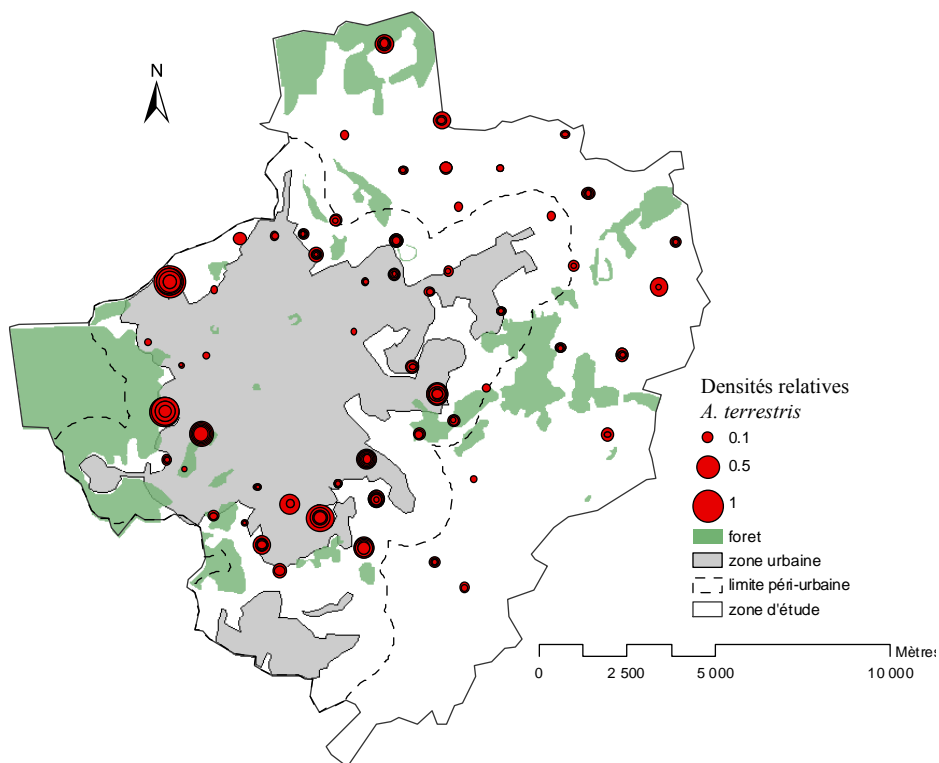 N
Densités relatives
A. terrestris
0.1
0.5
1
foret
zone urbaine
limite péri-urbaine
zone d'étude
Mètres
0 2 500 5 000 10 000